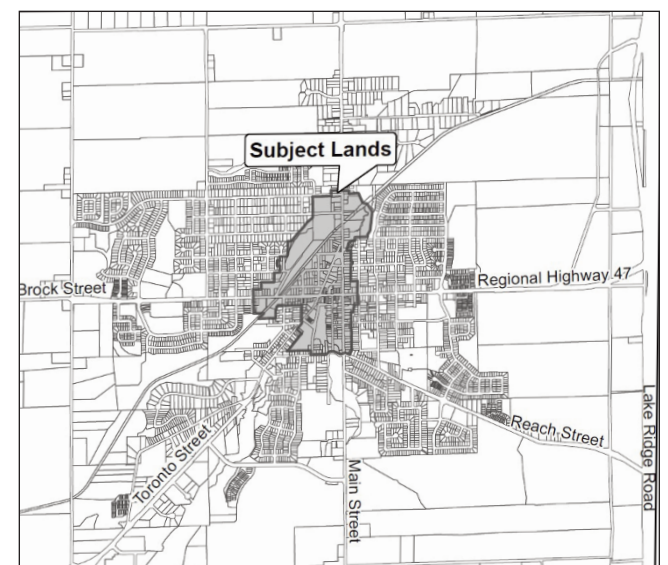 Subject Lands
Brock Street
Regional Highway 47
Reach Street
Toronto Street
Main Street
Lake Ridge Road